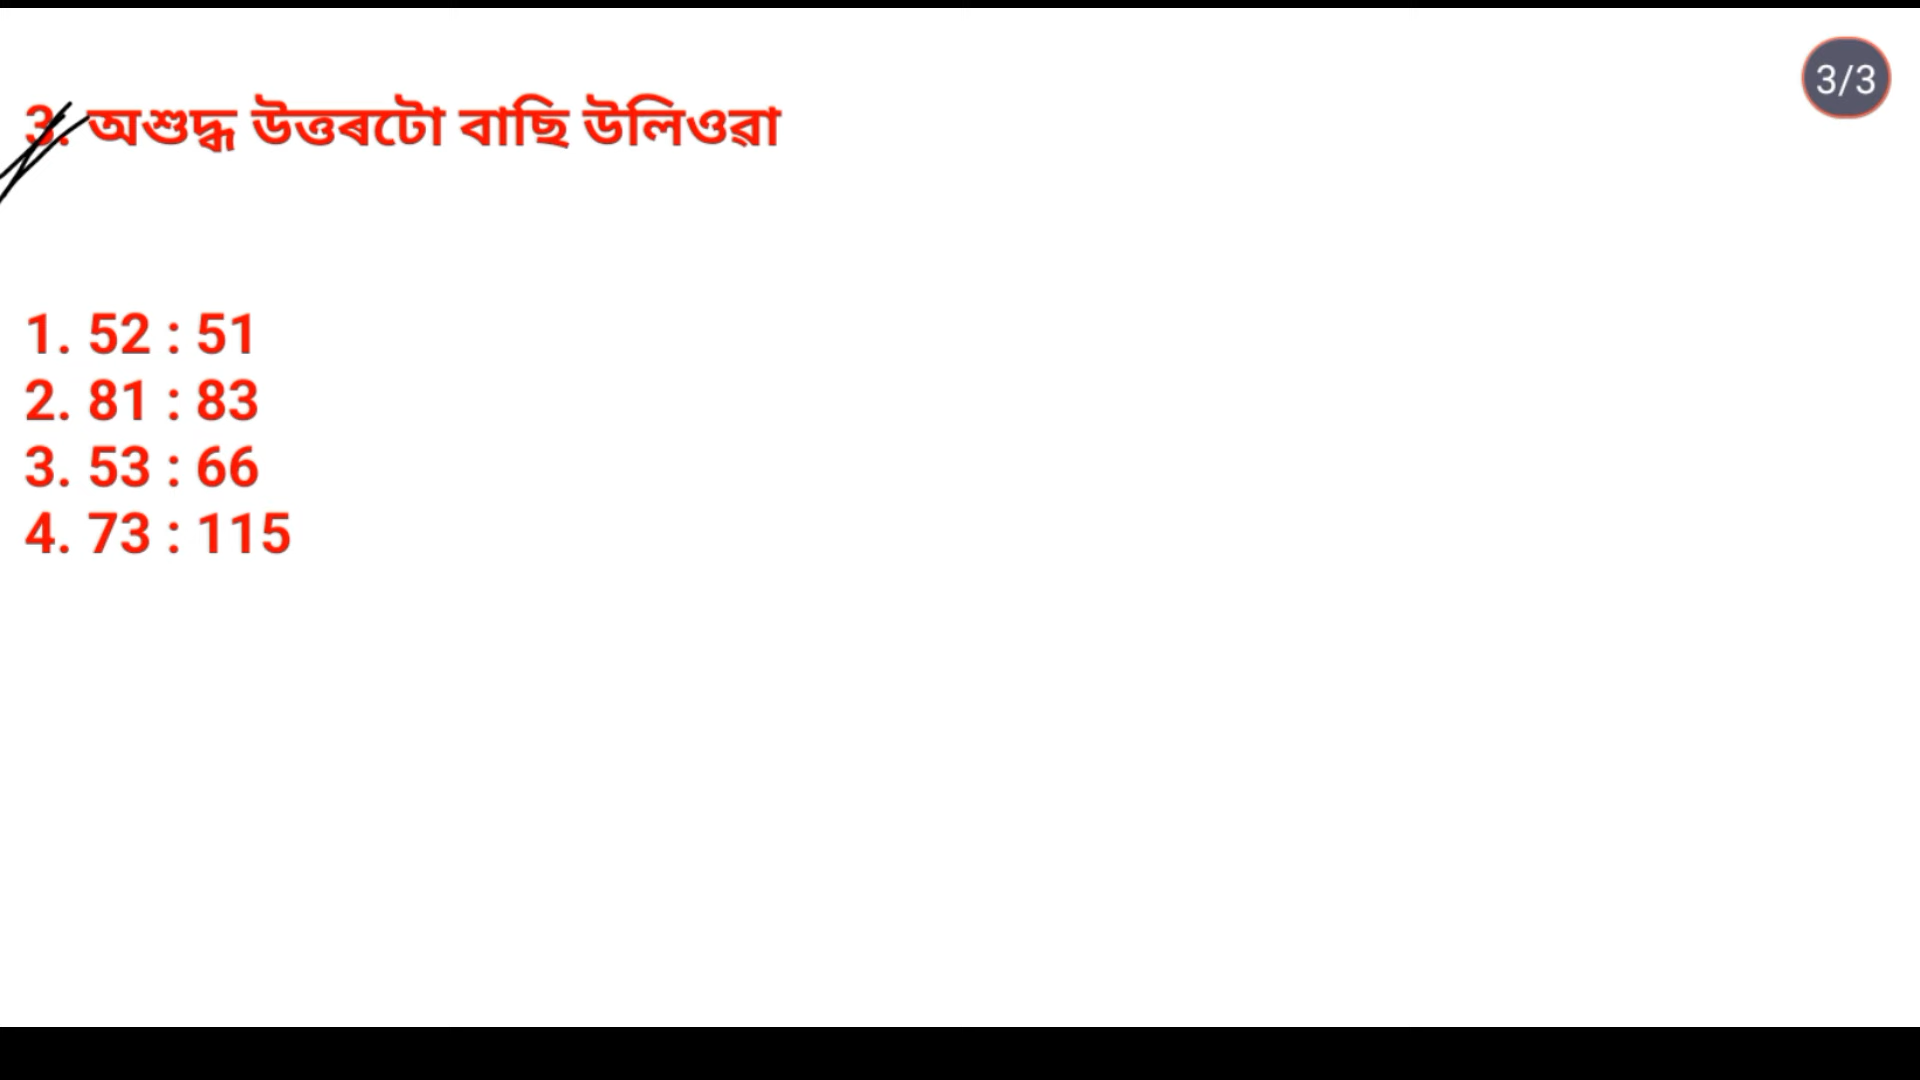 3/3
3. অশুদ্ধ উত্তৰটো বাছি উলিওৱা
1. 52 : 51
2. 81 : 83
3. 53 : 66
4. 73 : 115